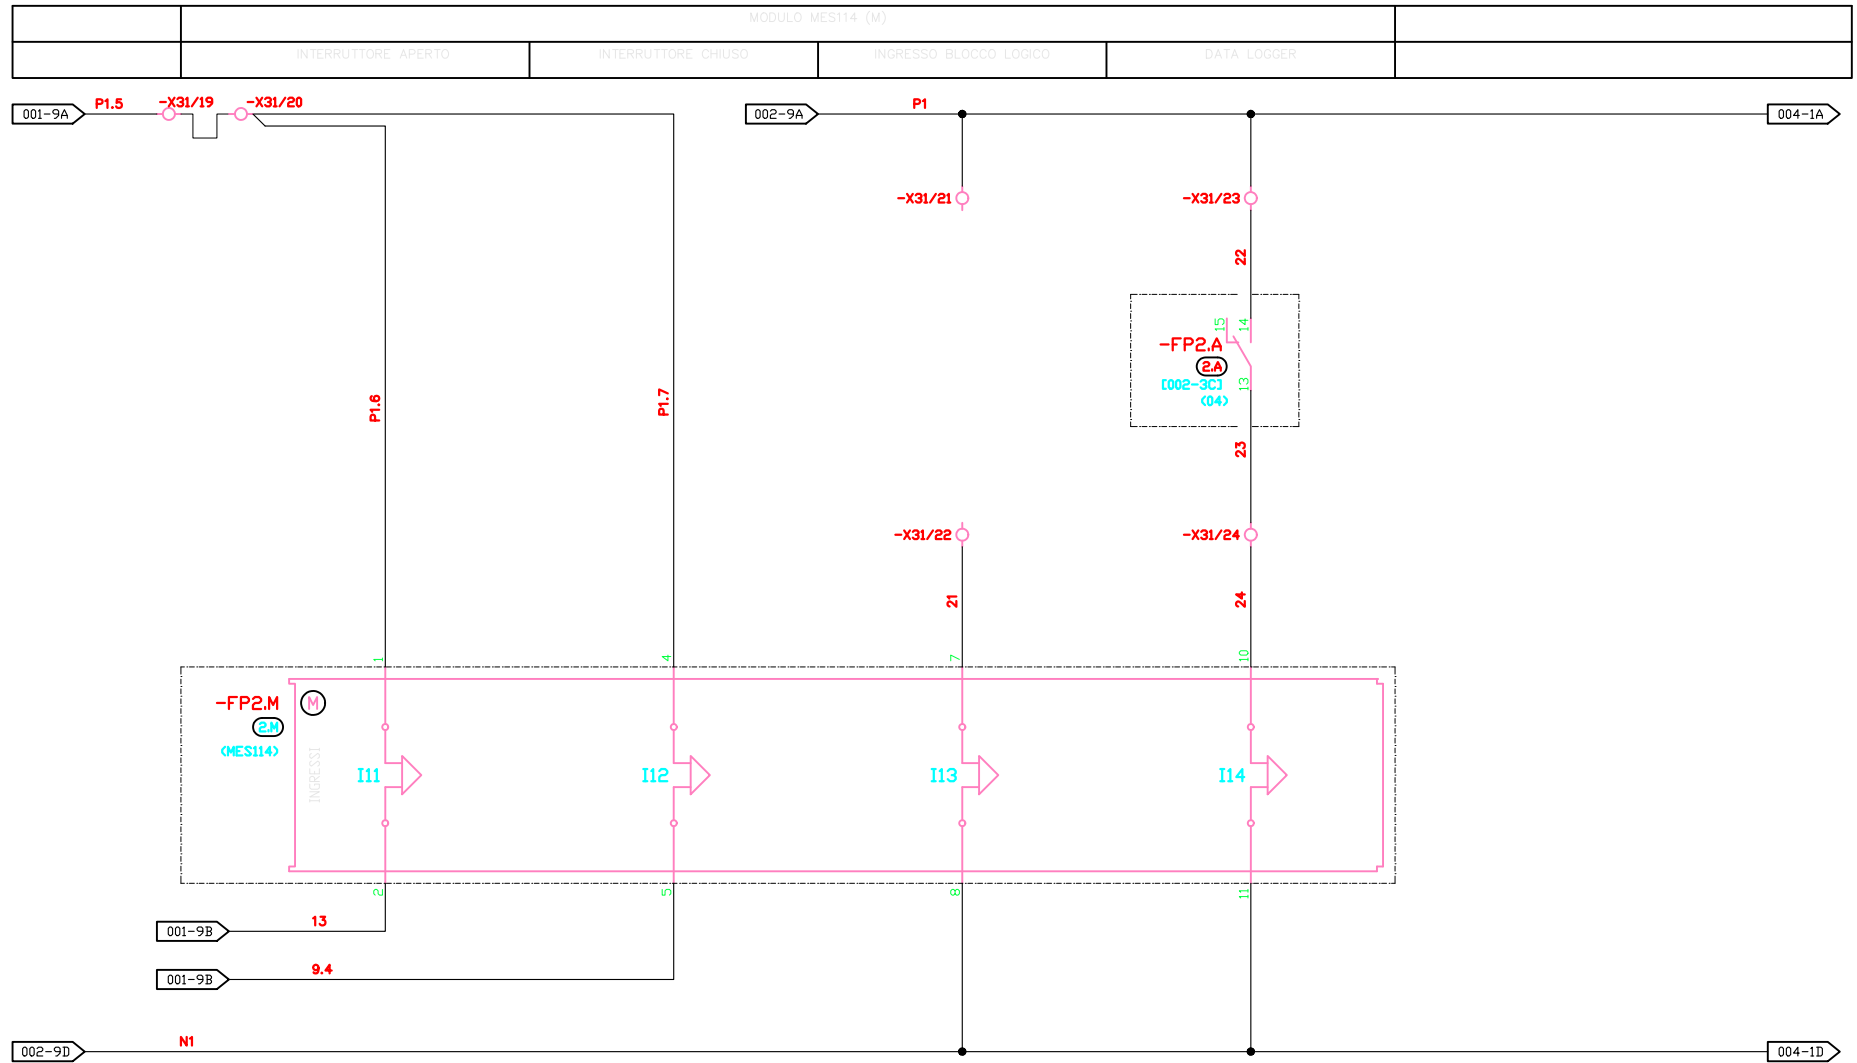 MODULO MES114 (M)
INTERRUTTORE APERTO
INTERRUTTORE CHIUSO
INGRESSO BLOCCO LOGICO
DATA LOGGER
001-9A
P1.5
-X31/19
-X31/20
002-9A
P1
004-1A
-X31/21
-X31/23
22
15
14
-FP2.A
2.A
[002-3C]
13
(04)
P1.6
P1.7
23
-X31/22
-X31/24
21
24
1
4
7
10
-FP2.M
M
2.M
(MES114)
INGRESSI
I11
I12
I13
I14
2
5
8
11
001-9B
13
001-9B
9.4
N1
002-9D
004-1D